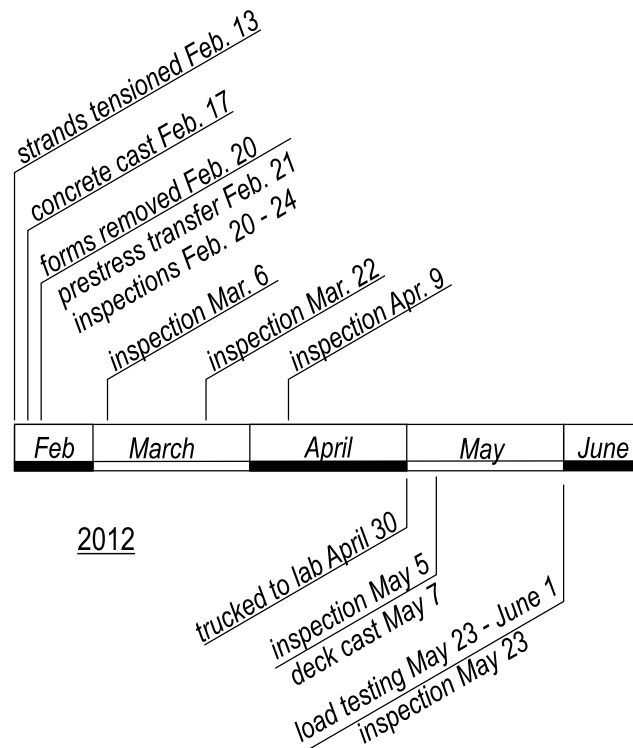 strands tensioned Feb. 13
concrete cast Feb. 17
forms removed Feb. 20
prestress transfer Feb. 21
inspections Feb. 20 - 24
inspection Mar. 6
inspection Mar. 22
inspection Apr. 9
Feb March April May June
2012
trucked to lab April 30
inspection May 5
deck cast May 7
load testing May 23 - June 1
inspection May 23